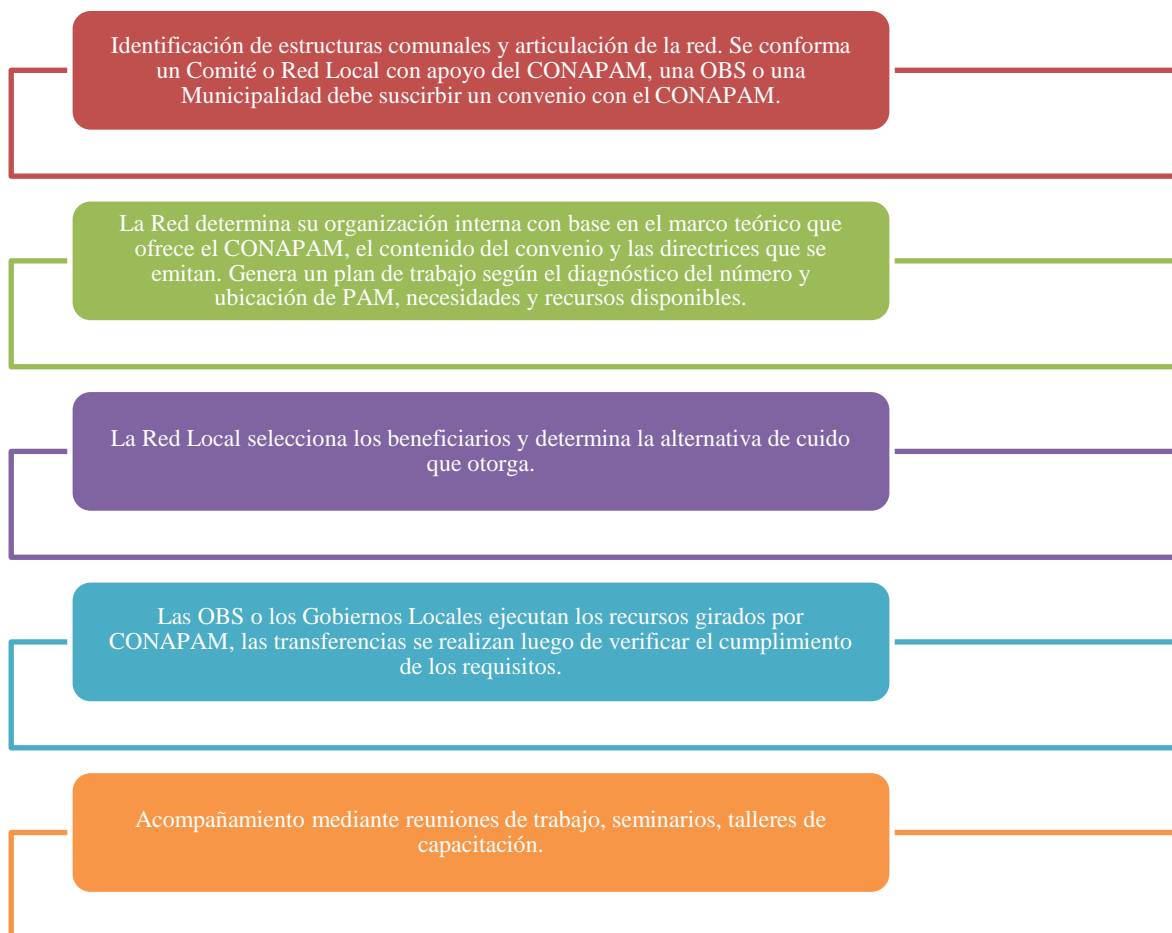 Identificación de estructuras comunales y articulación de la red. Se conforma
un Comité o Red Local con apoyo del CONAPAM, una OBS o una
Municipalidad debe suscirbir un convenio con el CONAPAM.
La Red determina su organización interna con base en el marco teórico que
ofrece el CONAPAM, el contenido del convenio y las directrices que se
emitan. Genera un plan de trabajo según el diagnóstico del número y
ubicación de PAM, necesidades y recursos disponibles.
La Red Local selecciona los beneficiarios y determina la alternativa de cuido
que otorga.
Las OBS o los Gobiernos Locales ejecutan los recursos girados por
CONAPAM, las transferencias se realizan luego de verificar el cumplimiento
de los requisitos.
Acompañamiento mediante reuniones de trabajo, seminarios, talleres de
capacitación.